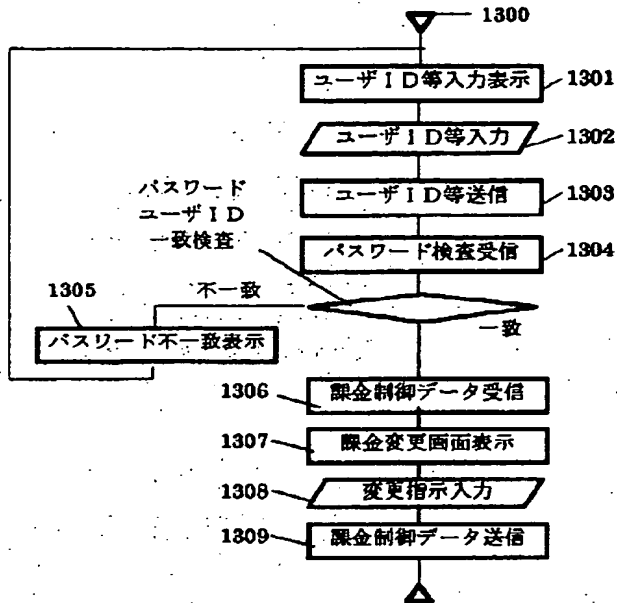 1300
ユーザID等入力表示 1301
ユーザID等入力 1302
ユーザID等送信 1303
パスワード
ユーザID
一致検査
パスワード検査受信 1304
1305
不一致
一致
パスワード不一致表示
1306 課金制御データ受信
1307 課金変更画面表示
1308 変更指示入力
1309 課金制御データ送信